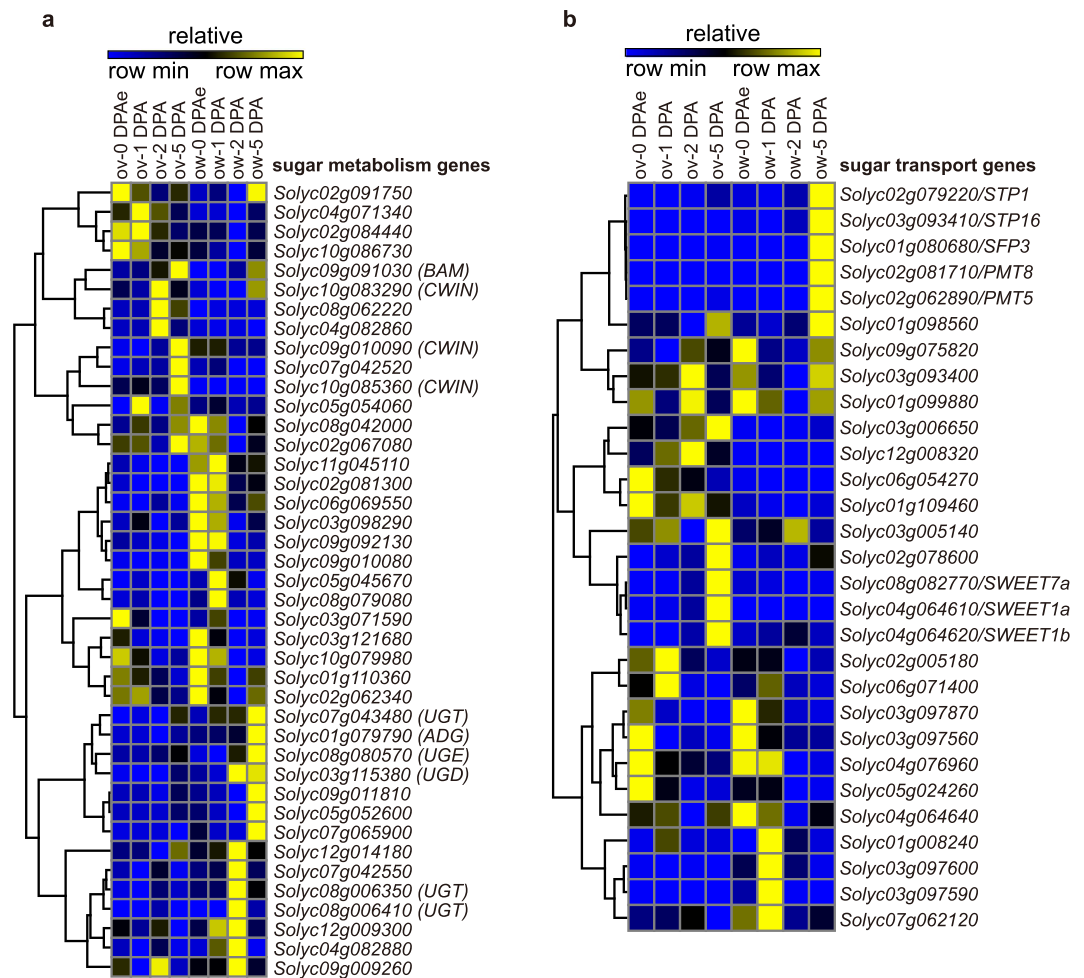 a
relative
row min row max
ov-0 DPAe
ov-1 DPA
ov-2 DPA
ov-5 DPA
ow-0 DPAe
ow-1 DPA
ow-2 DPA
ow-5 DPA
sugar metabolism genes
Solyc02g091750
Solyc04g071340
Solyc02g084440
Solyc10g086730
Solyc09g091030 (BAM)
Solyc10g083290 (CWIN)
Solyc08g062220
Solyc04g082860
Solyc09g010090 (CWIN)
Solyc07g042520
Solyc10g085360 (CWIN)
Solyc05g054060
Solyc08g042000
Solyc02g067080
Solyc11g045110
Solyc02g081300
Solyc06g069550
Solyc03g098290
Solyc09g092130
Solyc09g010080
Solyc05g045670
Solyc08g079080
Solyc03g071590
Solyc03g121680
Solyc10g079980
Solyc01g110360
Solyc02g062340
Solyc07g043480 (UGT)
Solyc01g079790 (ADG)
Solyc08g080570 (UGE)
Solyc03g115380 (UGD)
Solyc09g011810
Solyc05g052600
Solyc07g065900
Solyc12g014180
Solyc07g042550
Solyc08g006350 (UGT)
Solyc08g006410 (UGT)
Solyc12g009300
Solyc04g082880
Solyc09g009260
b
relative
row min row max
ov-0 DPAe
ov-1 DPA
ov-2 DPA
ov-5 DPA
ow-0 DPAe
ow-1 DPA
ow-2 DPA
ow-5 DPA
sugar transport genes
Solyc02g079220/STP1
Solyc03g093410/STP16
Solyc01g080680/SFP3
Solyc02g081710/PMT8
Solyc02g062890/PMT5
Solyc01g098560
Solyc09g075820
Solyc03g093400
Solyc01g099880
Solyc03g006650
Solyc12g008320
Solyc06g054270
Solyc01g109460
Solyc03g005140
Solyc02g078600
Solyc08g082770/SWEET7a
Solyc04g064610/SWEET1a
Solyc04g064620/SWEET1b
Solyc02g005180
Solyc06g071400
Solyc03g097870
Solyc03g097560
Solyc04g076960
Solyc05g024260
Solyc04g064640
Solyc01g008240
Solyc03g097600
Solyc03g097590
Solyc07g062120